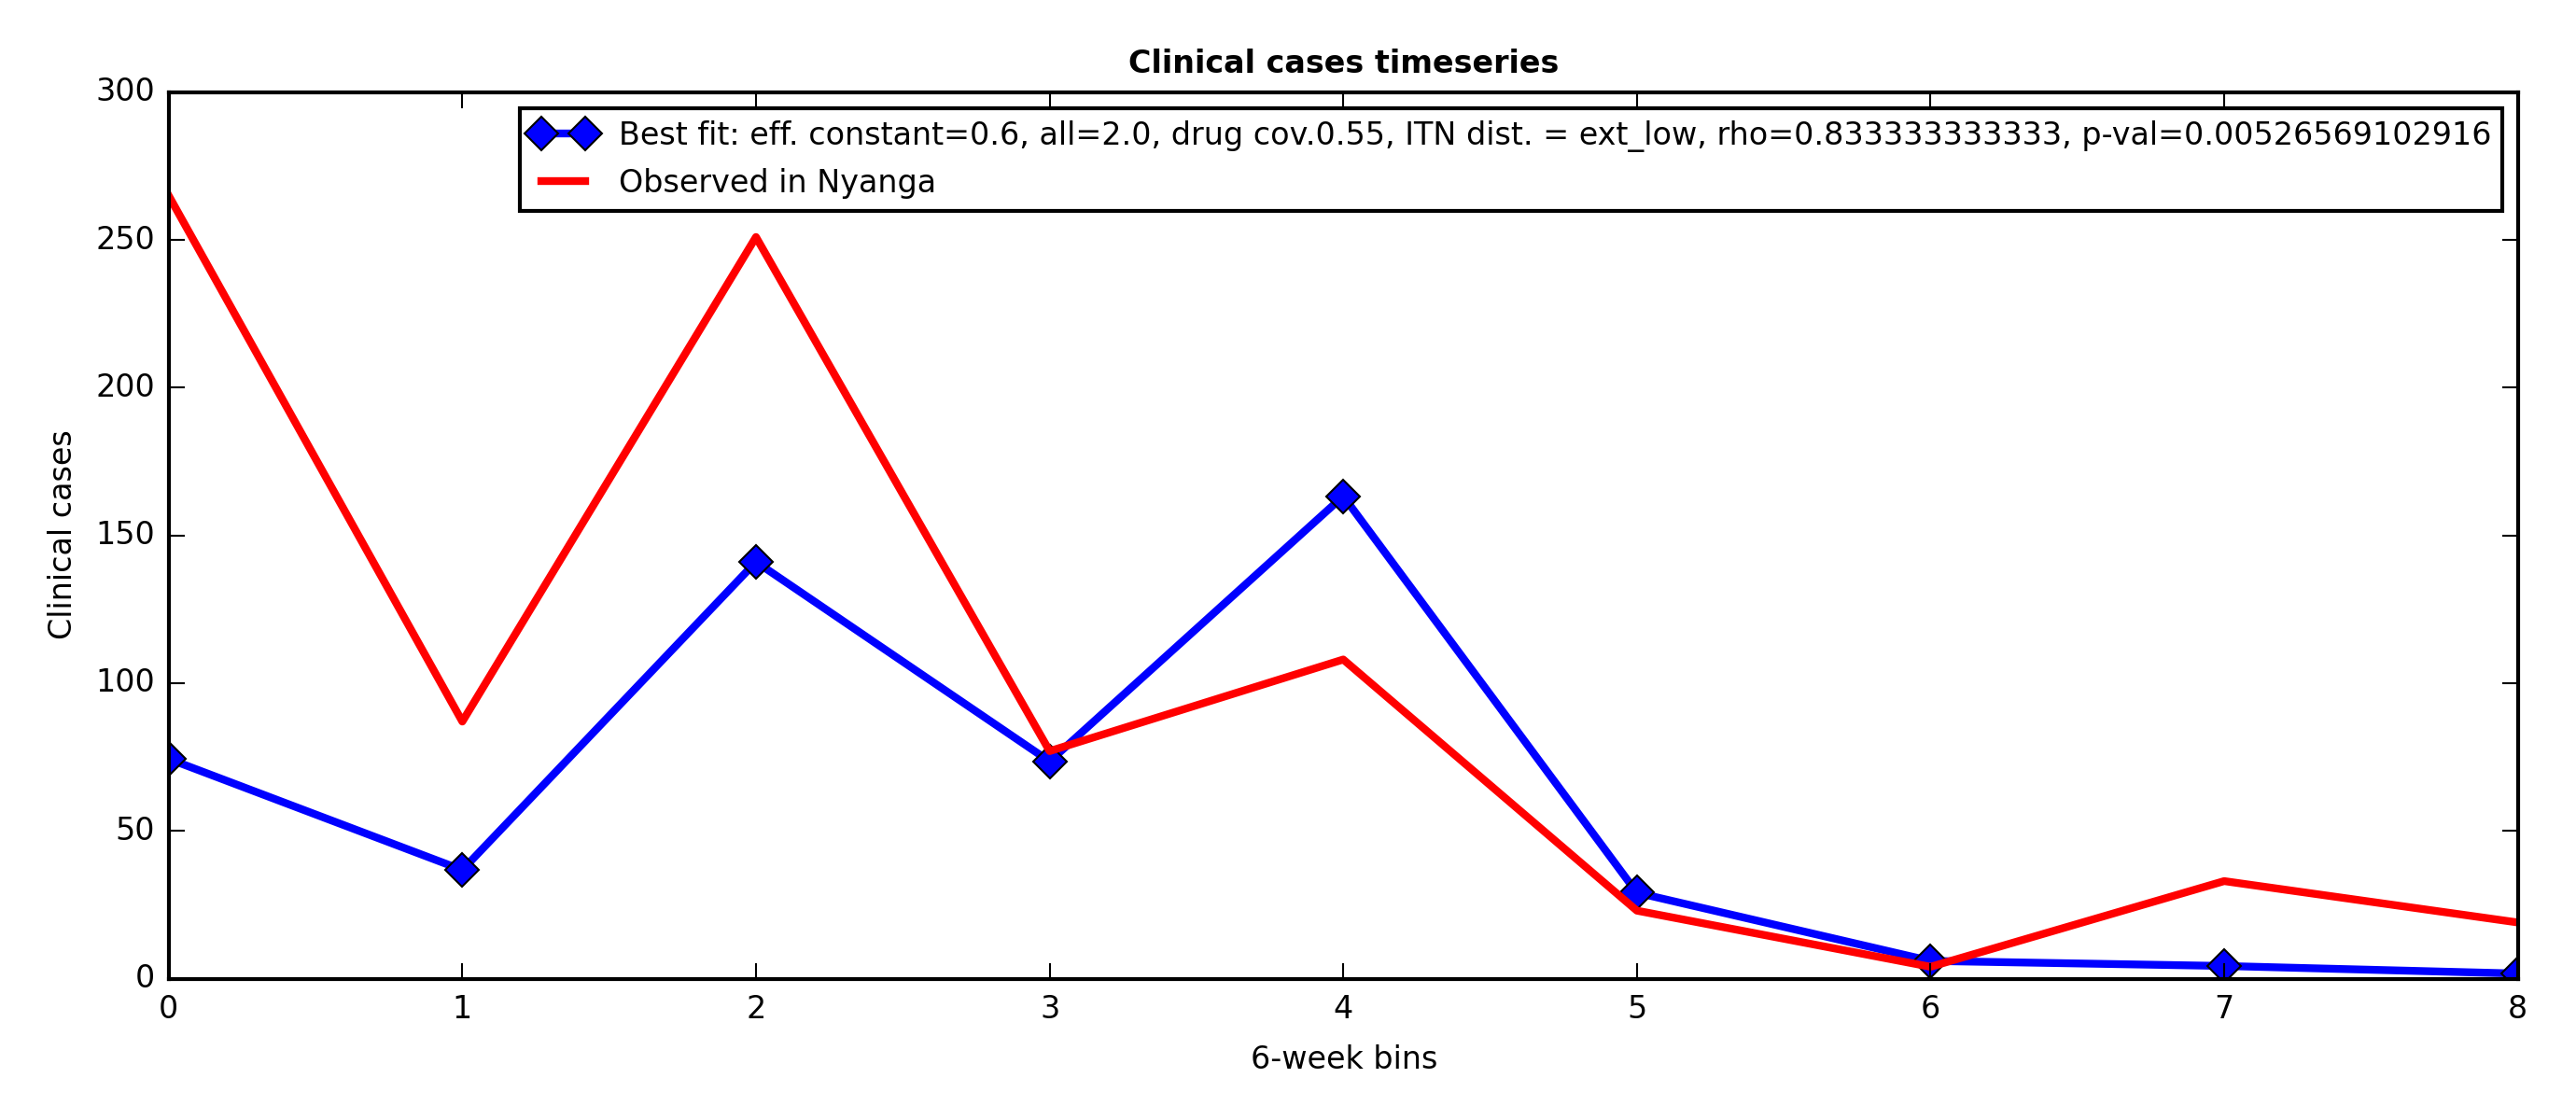 Clinical cases timeseries
300
250
200
150
100
50
0
Clinical cases
Best fit: eff. constant=0.6, all=2.0, drug cov.0.55, ITN dist. = ext_low, rho=0.833333333333, p-val=0.00526569102916
Observed in Nyanga
0 1 2 3 4 5 6 7 8
6-week bins